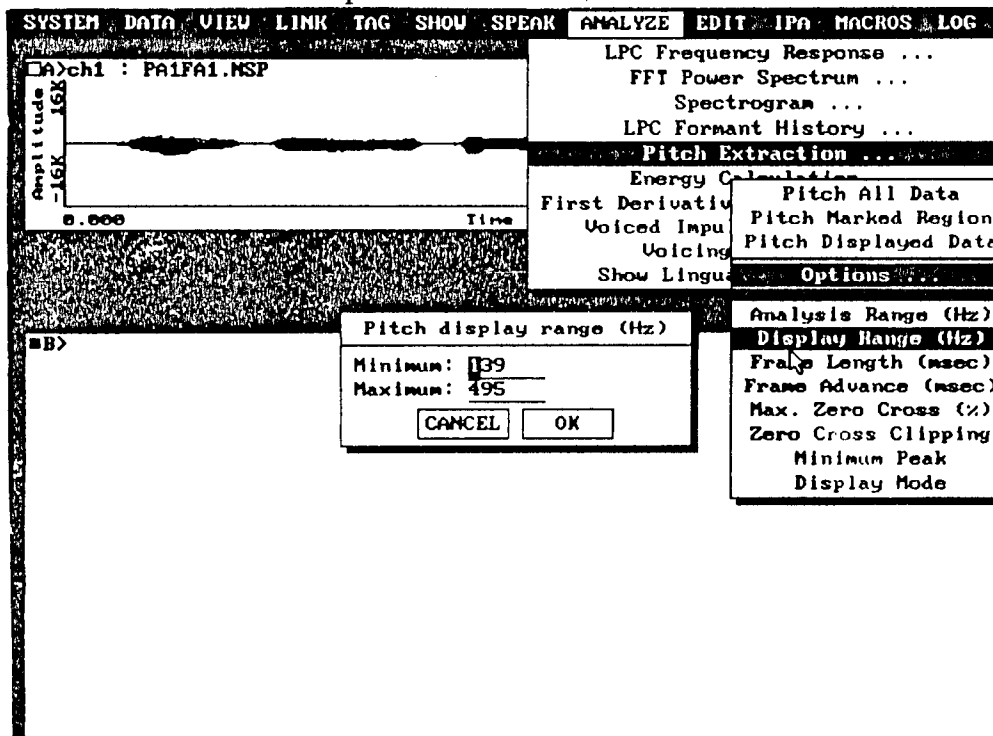 SYSTEM DATA VIEW LINK TAG SHOW SPEAK ANALYZE EDIT IPA MACROS LOG
A>ch1 : PA1FA1.MSP
Amplitude
16K
-16K
0.000
Time
LPC Frequency Response ...
FFT Power Spectrum ...
Spectrogram ...
LPC Formant History ...
Pitch Extraction ...
Energy Calculation
First Derivativ
Voiced Impu
Voicing
Show Lingua
Pitch All Data
Pitch Marked Region
Pitch Displayed Data
Options ...
Analysis Range (Hz)
Display Range (Hz)
Frame Length (msec)
Frame Advance (msec)
Max. Zero Cross (%)
Zero Cross Clipping
Minimum Peak
Display Mode
B>
Pitch display range (Hz)
Minimum: 139
Maximum: 495
CANCEL OK